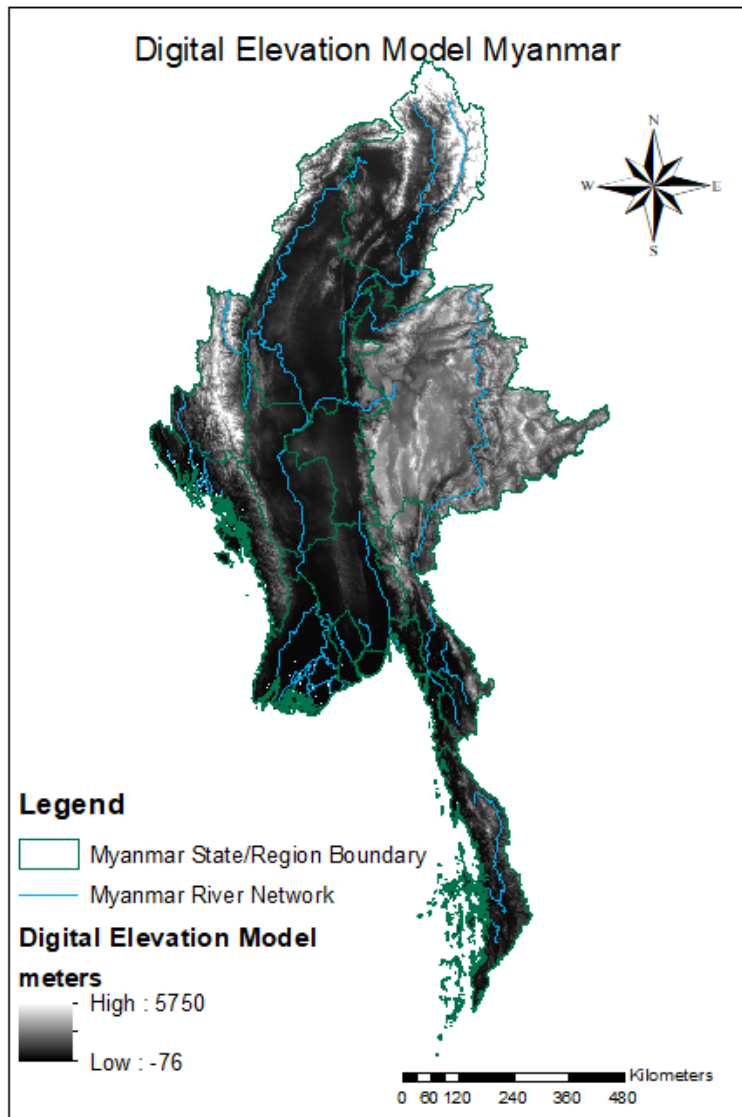 Digital Elevation Model Myanmar
N
W E
S
Legend
Myanmar State/Region Boundary
Myanmar River Network
Digital Elevation Model
meters
High : 5750
Low : -76
Kilometers
0 60 120 240 360 480